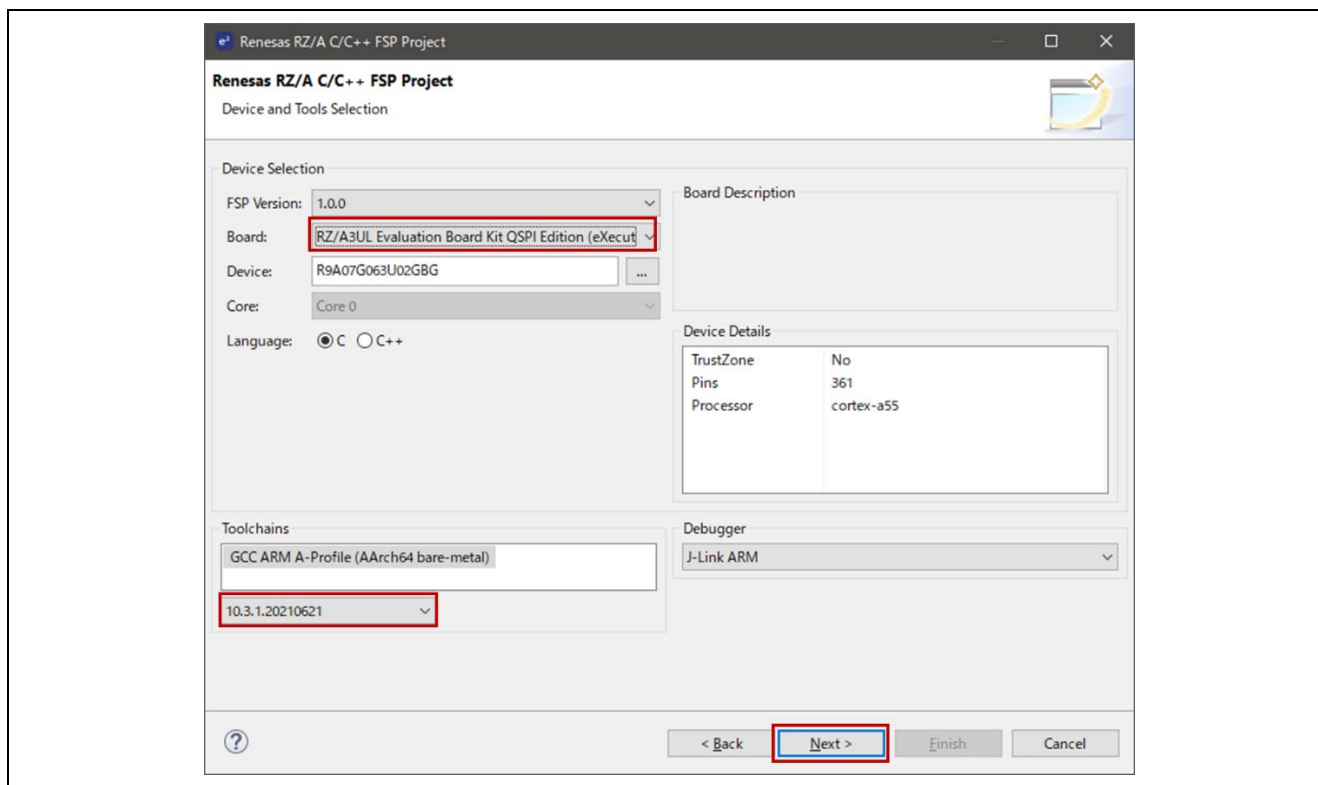 Renesas RZ/A C/C++ FSP Project
Renesas RZ/A C/C++ FSP Project
Device and Tools Selection
Device Selection
FSP Version: 1.0.0
Board: RZ/A3UL Evaluation Board Kit QSPI Edition (eXecut
Device: R9A07G063U02GBG ...
Core: Core 0
Language: C C++
Board Description
Device Details
TrustZone No
Pins 361
Processor cortex-a55
Toolchains
GCC ARM A-Profile (AArch64 bare-metal)
10.3.1.20210621
Debugger
J-Link ARM
? < Back Next > Finish Cancel